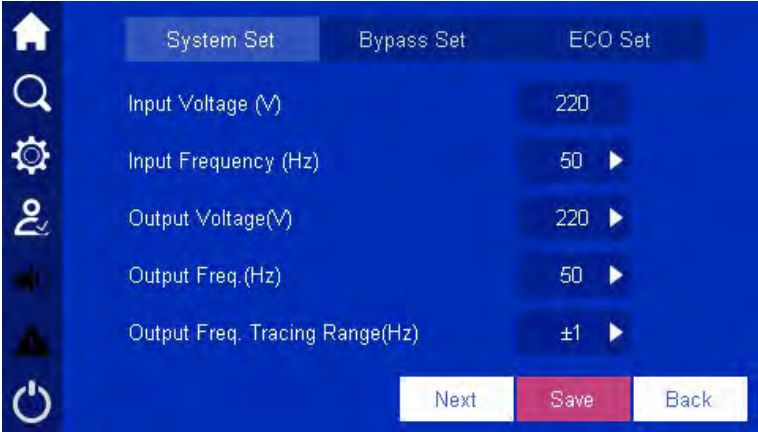 System Set Bypass Set ECO Set
Input Voltage (V) 220
Input Frequency (Hz) 50
Output Voltage(V) 220
Output Freq.(Hz) 50
Output Freq. Tracing Range(Hz) ±1
Next Save Back